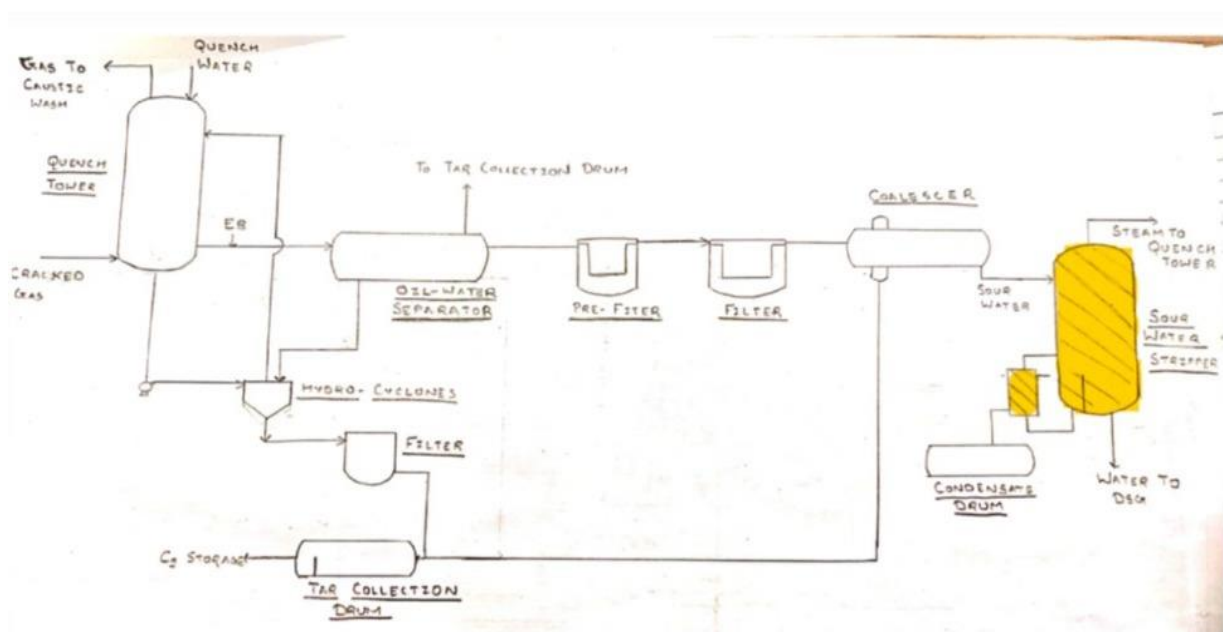 GAS TO
CAUSTIC
WASH
QUENCH
WATER
QUENCH
TOWER
CRACKED
GAS
EB
TO TAR COLLECTION DRUM
OIL-WATER
SEPARATOR
PRE-FITER
FILTER
COALESCER
SOUR
WATER
STEAM TO
QUENCH
TOWER
SOUR
WATER
STRIPPER
HYDRO-CYCLONES
FILTER
CONDENSATE
DRUM
WATER TO
DSG
STORAGE
TAR COLLECTION
DRUM